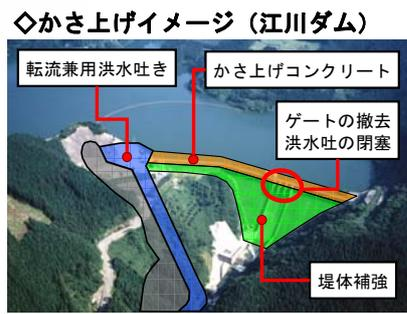 ◇かさ上げイメージ（江川ダム）
転流兼用洪水吐き
かさ上げコンクリート
ゲートの撤去
洪水吐の閉塞
堤体補強